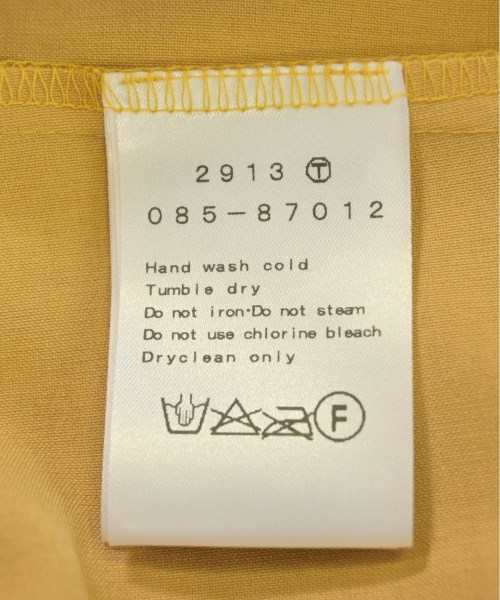 2913 Ⓣ
085-87012
Hand wash cold
Tumble dry
Do not iron·Do not steam
Do not use chlorine bleach
Dryclean only
F